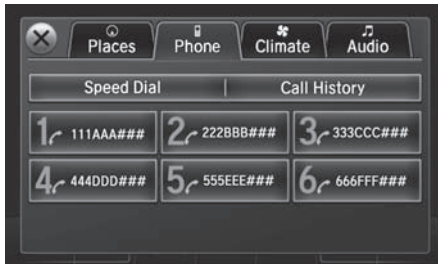 Places Phone Climate Audio
Speed Dial | Call History
1 111AAA### 2 222BBB### 3 333CCC###
4 444DDD### 5 555EEE### 6 666FFF###